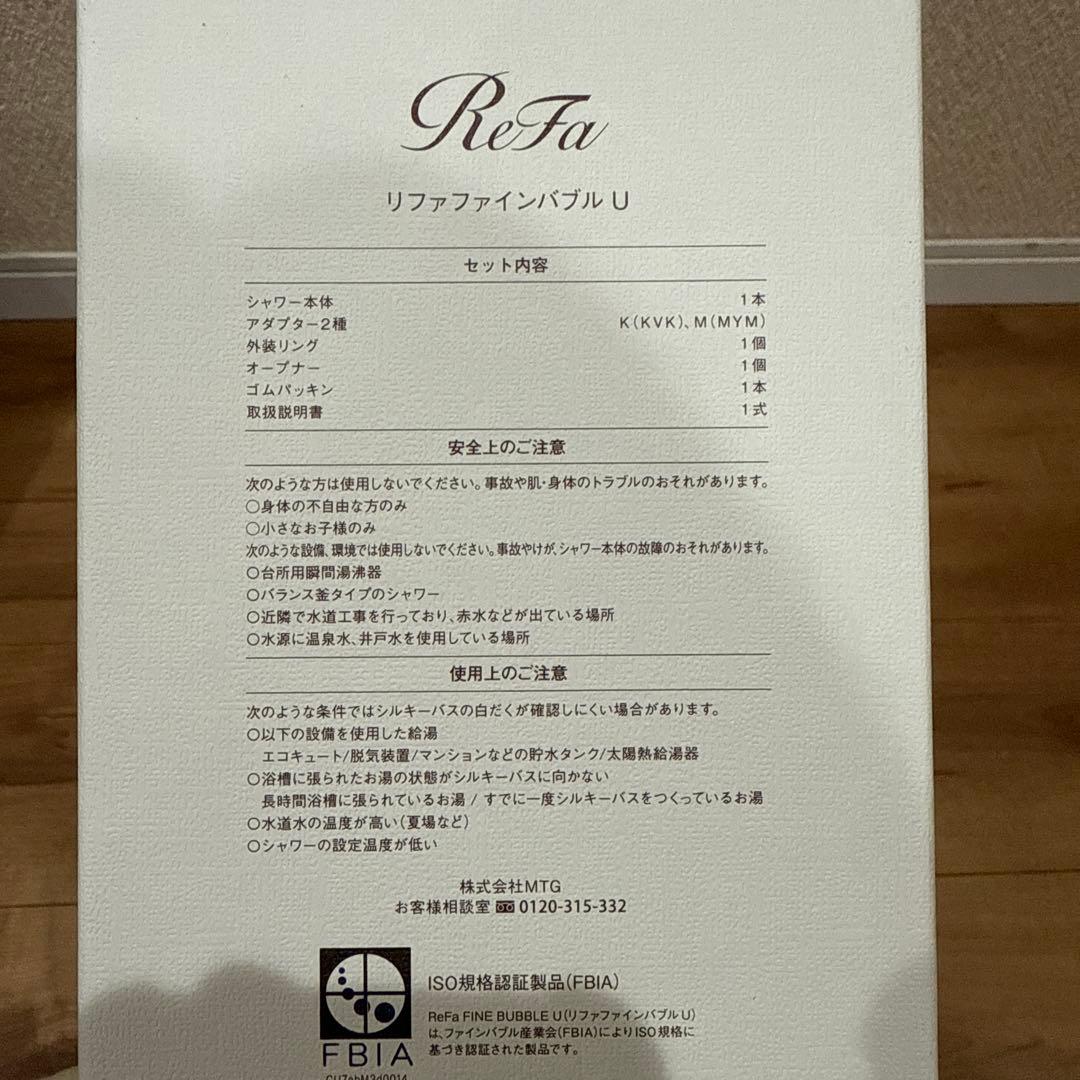 ReFa
リファファインバブル U
セット内容
シャワー本体 1本
アダプター2種 K(KVK)、M(MYM)
外装リング 1個
オープナー 1個
ゴムパッキン 1本
取扱説明書 1式
安全上のご注意
次のような方は使用しないでください。事故や肌・身体のトラブルのおそれがあります。
○身体の不自由な方のみ
○小さなお子様のみ
次のような設備、環境では使用しないでください。事故やけが、シャワー本体の故障のおそれがあります。
○台所用瞬間湯沸器
○バランス釜タイプのシャワー
○近隣で水道工事を行っており、赤水などが出ている場所
○水源に温泉水、井戸水を使用している場所
使用上のご注意
次のような条件ではシルキーバスの白だくが確認しにくい場合があります。
○以下の設備を使用した給湯
エコキュート/脱気装置/マンションなどの貯水タンク/太陽熱給湯器
○浴槽に張られたお湯の状態がシルキーバスに向かない
長時間浴槽に張られているお湯 / すでに一度シルキーバスをつくっているお湯
○水道水の温度が高い(夏場など)
○シャワーの設定温度が低い
株式会社MTG
お客様相談室 0120-315-332
ISO規格認証製品(FBIA)
ReFa FINE BUBBLE U(リファファインバブル U)
は、ファインバブル産業会(FBIA)によりISO規格に
基づき認証された製品です。
FBIA